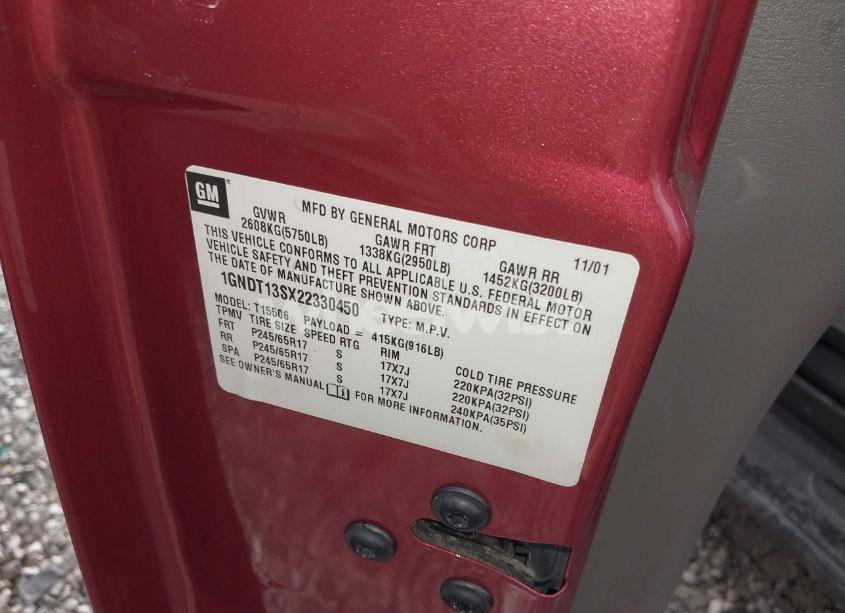 GM
MFD BY GENERAL MOTORS CORP 11/01
GVWR GAWR FRT GAWR RR
2608KG(5750LB) 1338KG(2950LB) 1452KG(3200LB)
THIS VEHICLE CONFORMS TO ALL APPLICABLE U.S. FEDERAL MOTOR
VEHICLE SAFETY AND THEFT PREVENTION STANDARDS IN EFFECT ON
THE DATE OF MANUFACTURE SHOWN ABOVE.
1GNDT13SX22330450 TYPE: M.P.V.
MODEL: T15506 PAYLOAD = 415KG(916LB)
TPMV TIRE SIZE SPEED RTG RIM COLD TIRE PRESSURE
FRT P245/65R17 S 17X7J 220KPA(32PSI)
RR P245/65R17 S 17X7J 220KPA(32PSI)
SPA P245/65R17 S 17X7J 240KPA(35PSI)
SEE OWNER'S MANUAL FOR MORE INFORMATION.